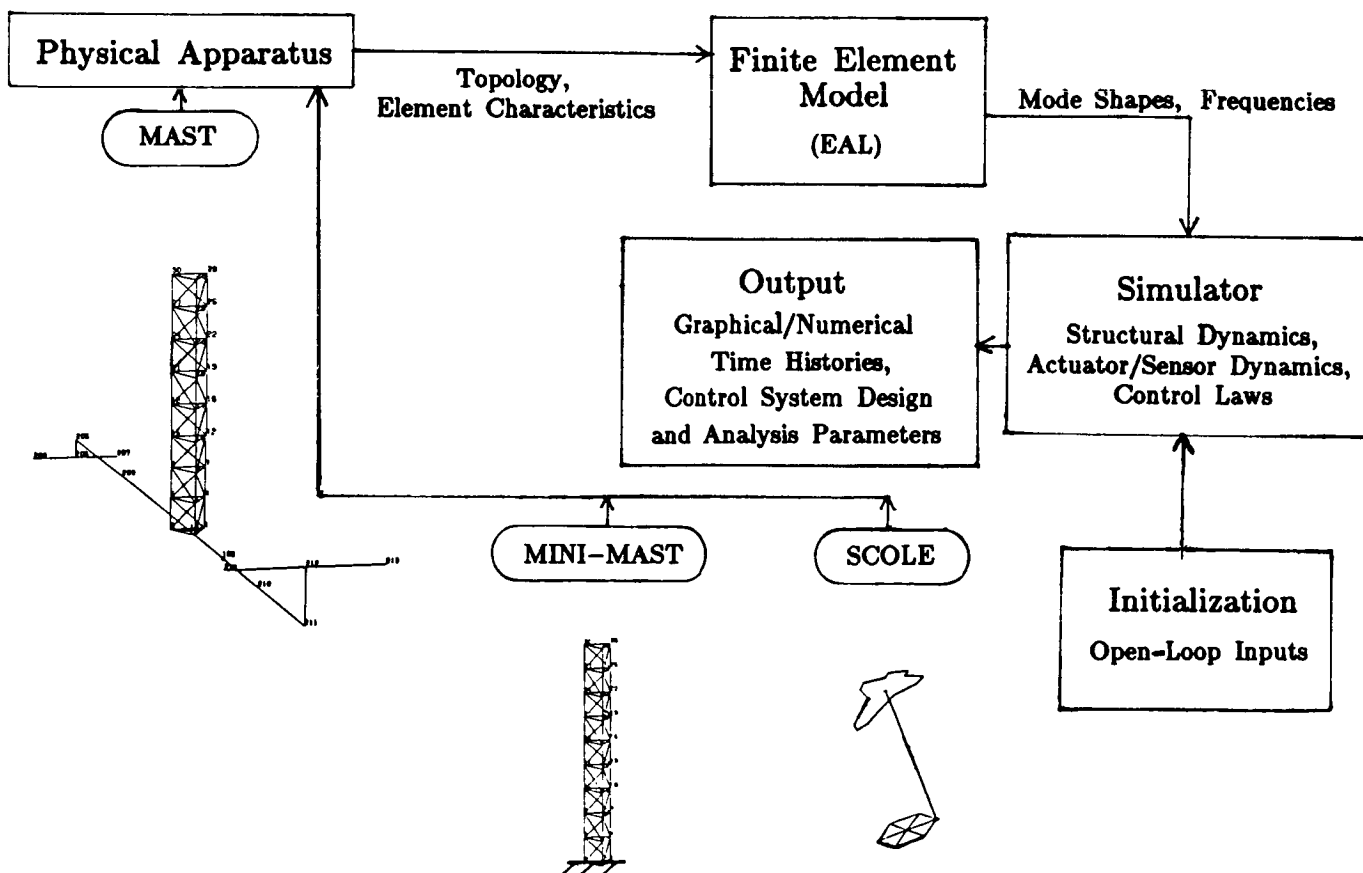 Physical Apparatus
Topology,
Element Characteristics
Finite Element
Model
(EAL)
Mode Shapes, Frequencies
MAST
Output
Graphical/Numerical
Time Histories,
Control System Design
and Analysis Parameters
Simulator
Structural Dynamics,
Actuator/Sensor Dynamics,
Control Laws
MINI-MAST
SCOLE
Initialization
Open-Loop Inputs